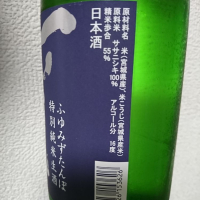 原材料名 米(宮城県産)、米こうじ(宮城県産米)
原料米 ササニシキ100%
精米歩合 55% アルコール分 16度
日本酒
ふゆみずたんぼ
特別純米生酒